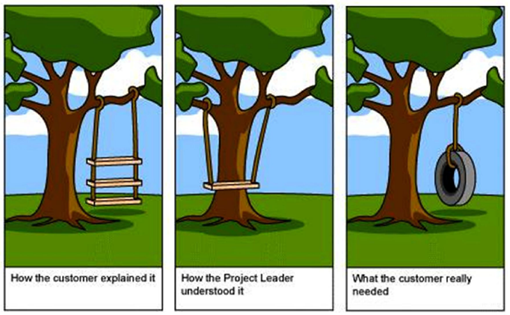 How the customer explained it
How the Project Leader
understood it
What the customer really
needed